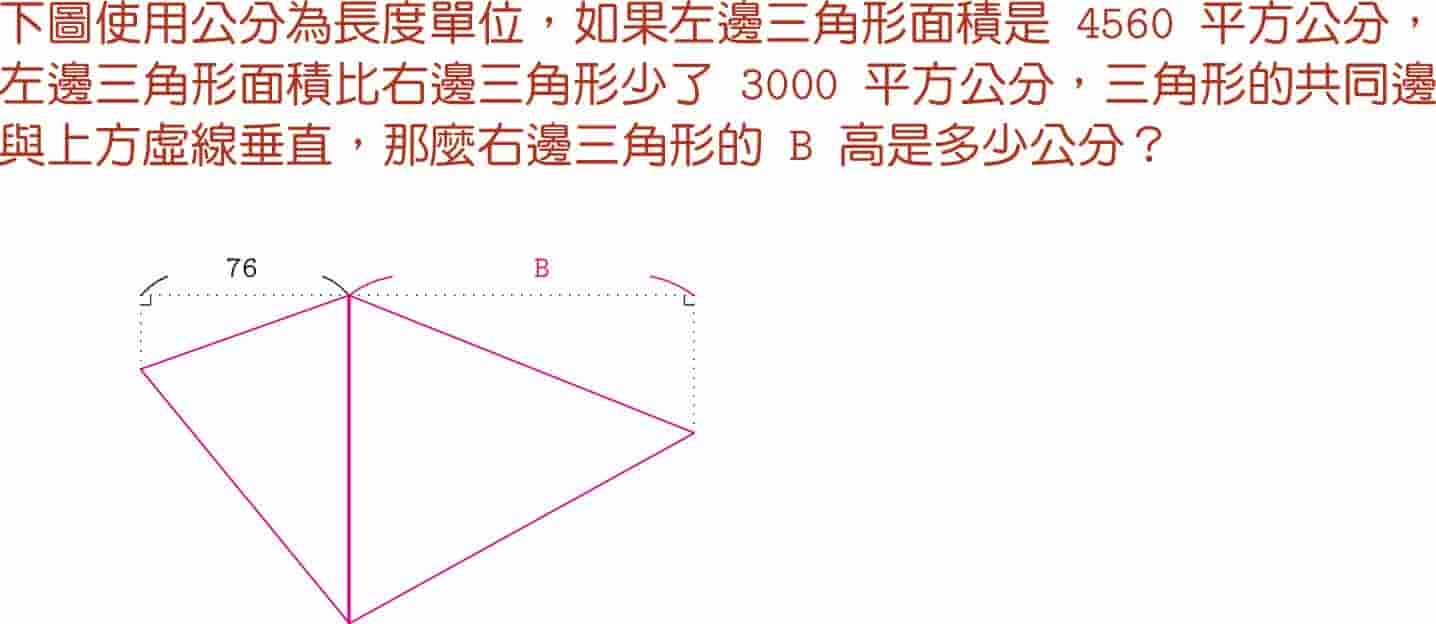 下圖使用公分為長度單位，如果左邊三角形面積是 4560 平方公分，
左邊三角形面積比右邊三角形少了 3000 平方公分，三角形的共同邊
與上方虛線垂直，那麼右邊三角形的 B 高是多少公分？
76
B